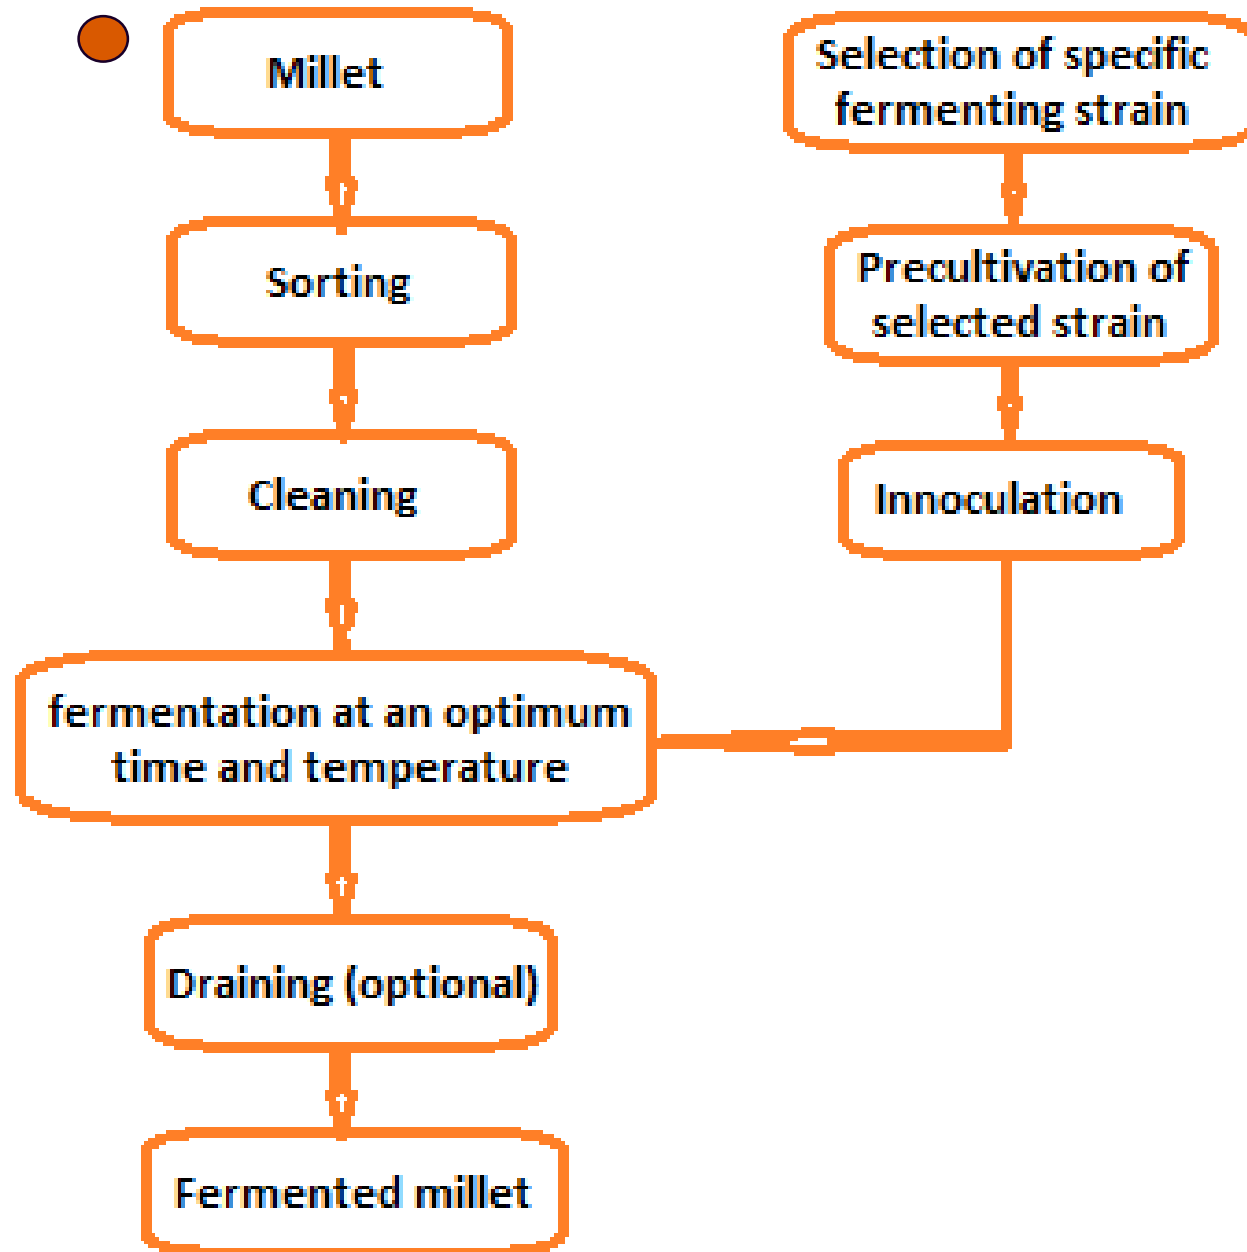 Millet
Sorting
Cleaning
fermentation at an optimum
time and temperature
Draining (optional)
Fermented millet
Selection of specific
fermenting strain
Precultivation of
selected strain
Innoculation